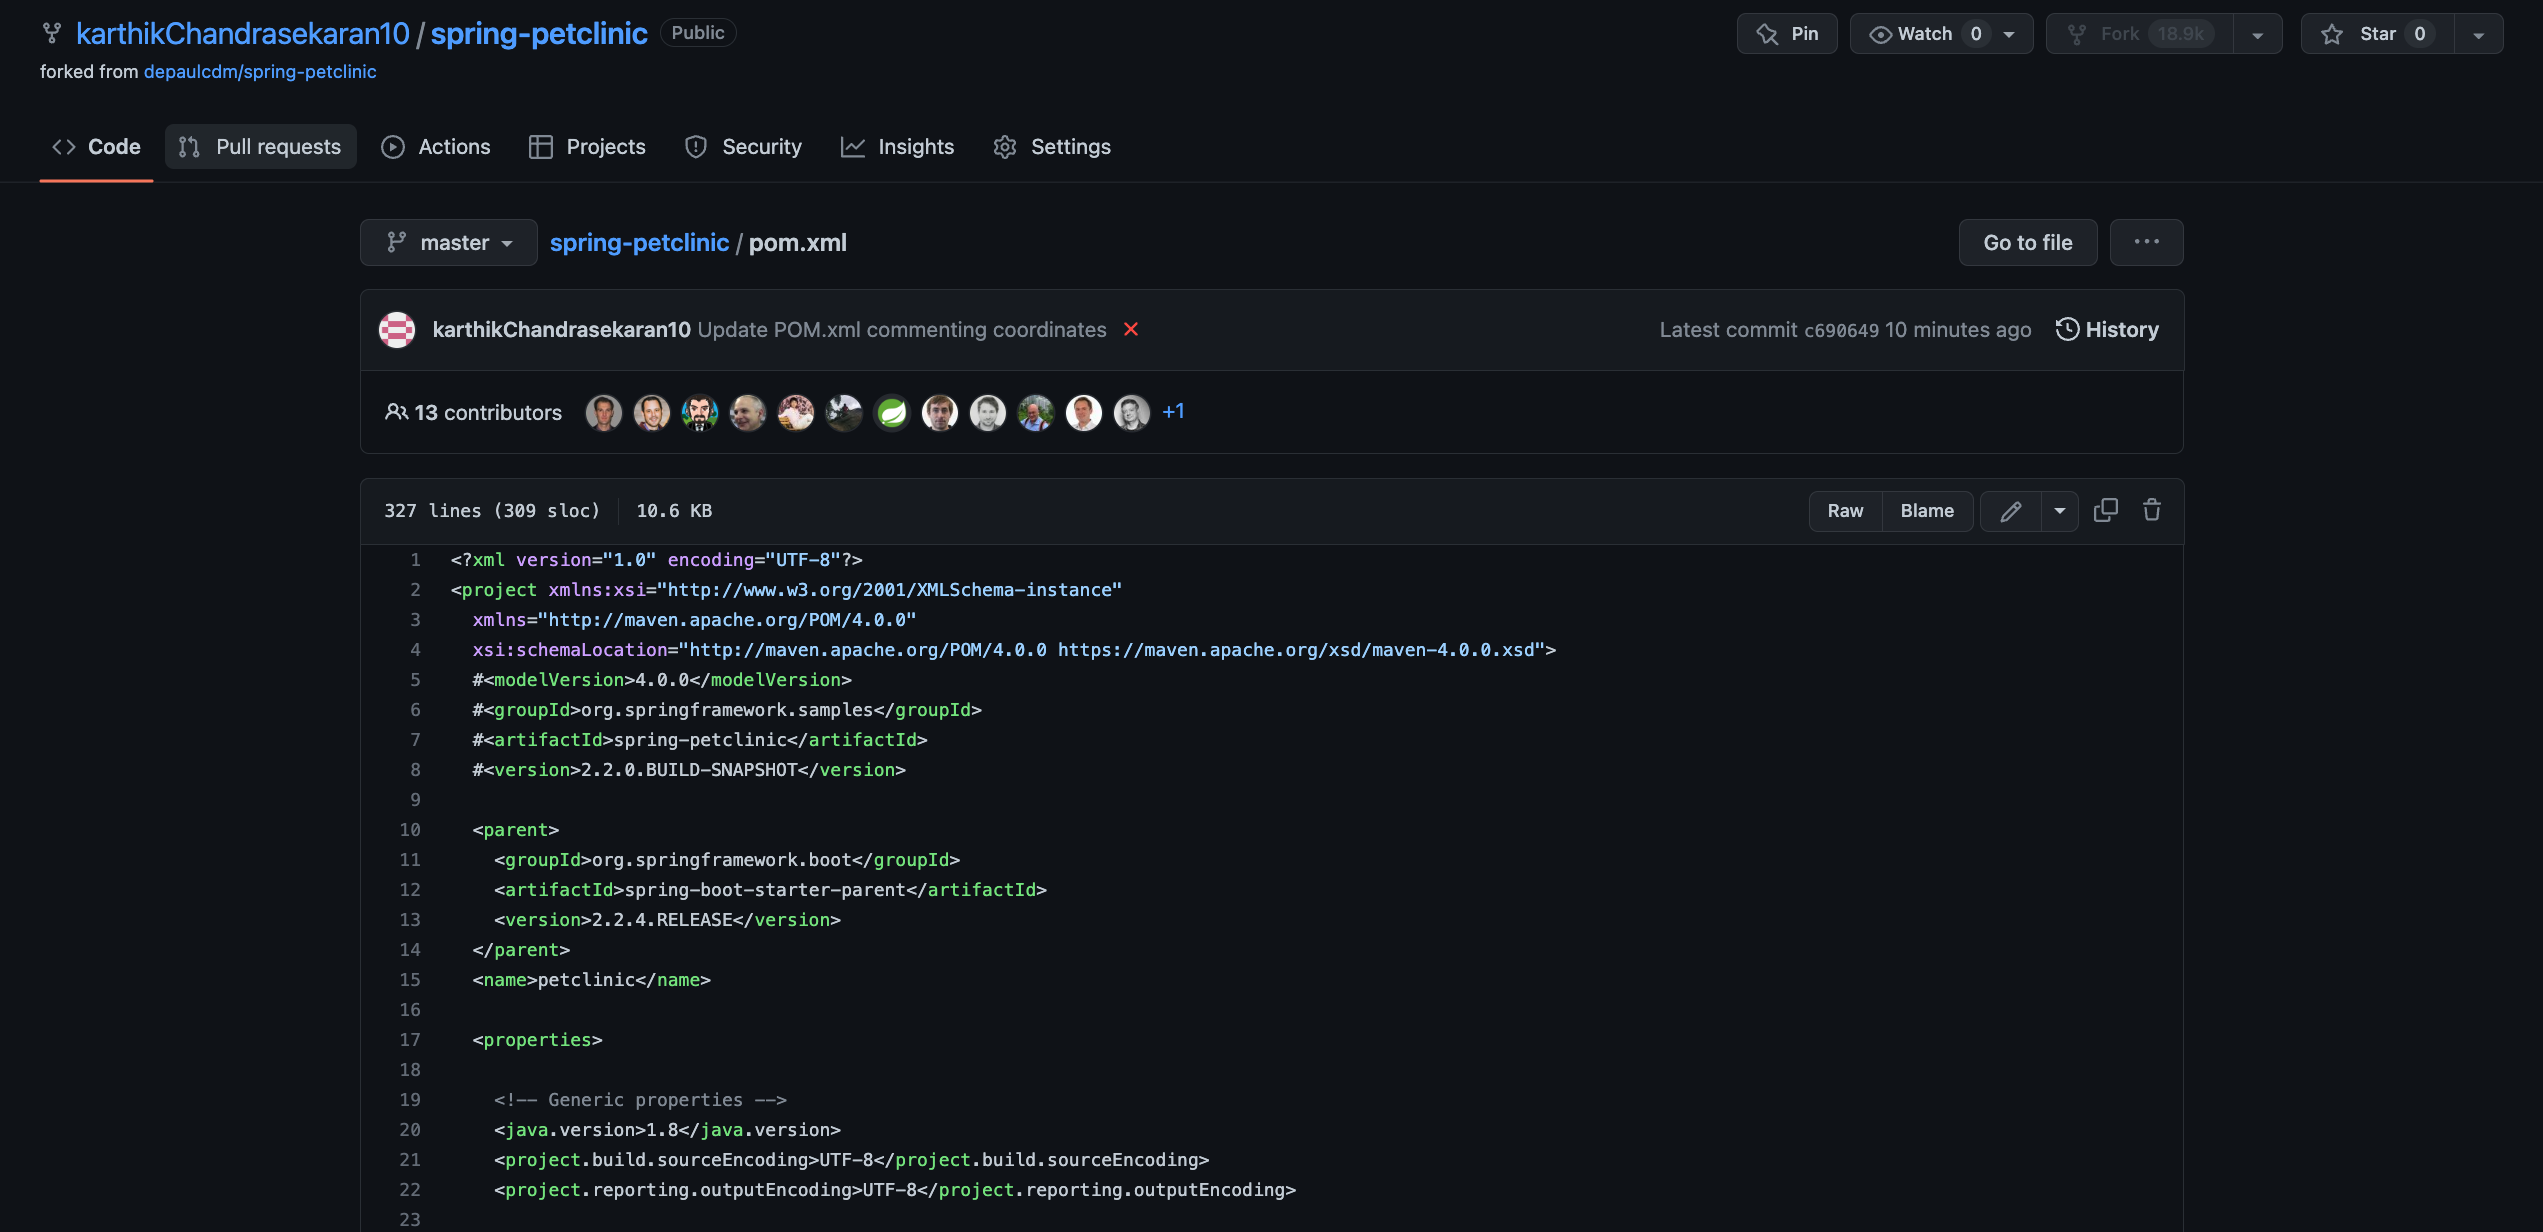 karthikChandrasekaran10 / spring-petclinic Public
Pin
Watch 0
Fork 18.9k
Star 0
forked from depaulcdm/spring-petclinic
Code
Pull requests
Actions
Projects
Security
Insights
Settings
master
spring-petclinic / pom.xml
Go to file
...
karthikChandrasekaran10 Update POM.xml commenting coordinates
Latest commit c690649 10 minutes ago
History
13 contributors
+1
327 lines (309 sloc)
10.6 KB
Raw
Blame
1 <?xml version="1.0" encoding="UTF-8"?>
2 <project xmlns:xsi="http://www.w3.org/2001/XMLSchema-instance"
3 xmlns="http://maven.apache.org/POM/4.0.0"
4 xsi:schemaLocation="http://maven.apache.org/POM/4.0.0 https://maven.apache.org/xsd/maven-4.0.0.xsd">
5 #<modelVersion>4.0.0</modelVersion>
6 #<groupId>org.springframework.samples</groupId>
7 #<artifactId>spring-petclinic</artifactId>
8 #<version>2.2.0.BUILD-SNAPSHOT</version>
9
10 <parent>
11 <groupId>org.springframework.boot</groupId>
12 <artifactId>spring-boot-starter-parent</artifactId>
13 <version>2.2.4.RELEASE</version>
14 </parent>
15 <name>petclinic</name>
16
17 <properties>
18
19 <!-- Generic properties -->
20 <java.version>1.8</java.version>
21 <project.build.sourceEncoding>UTF-8</project.build.sourceEncoding>
22 <project.reporting.outputEncoding>UTF-8</project.reporting.outputEncoding>
23